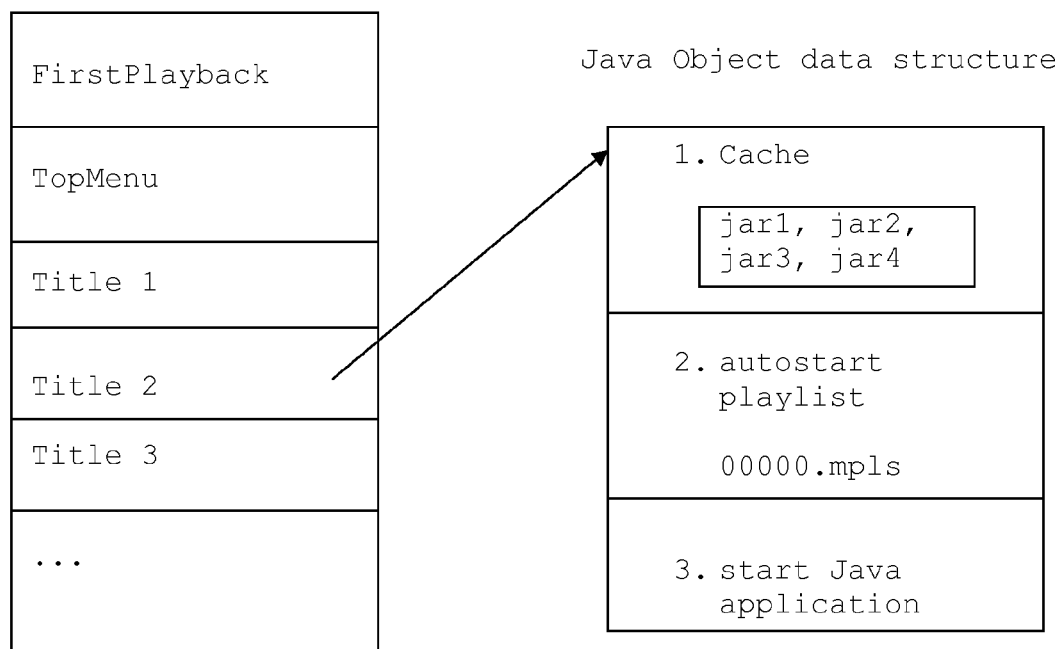 FirstPlayback
TopMenu
Title 1
Title 2
Title 3
...
Java Object data structure
1. Cache
jar1, jar2,
jar3, jar4
2. autostart
playlist
00000.mpls
3. start Java
application